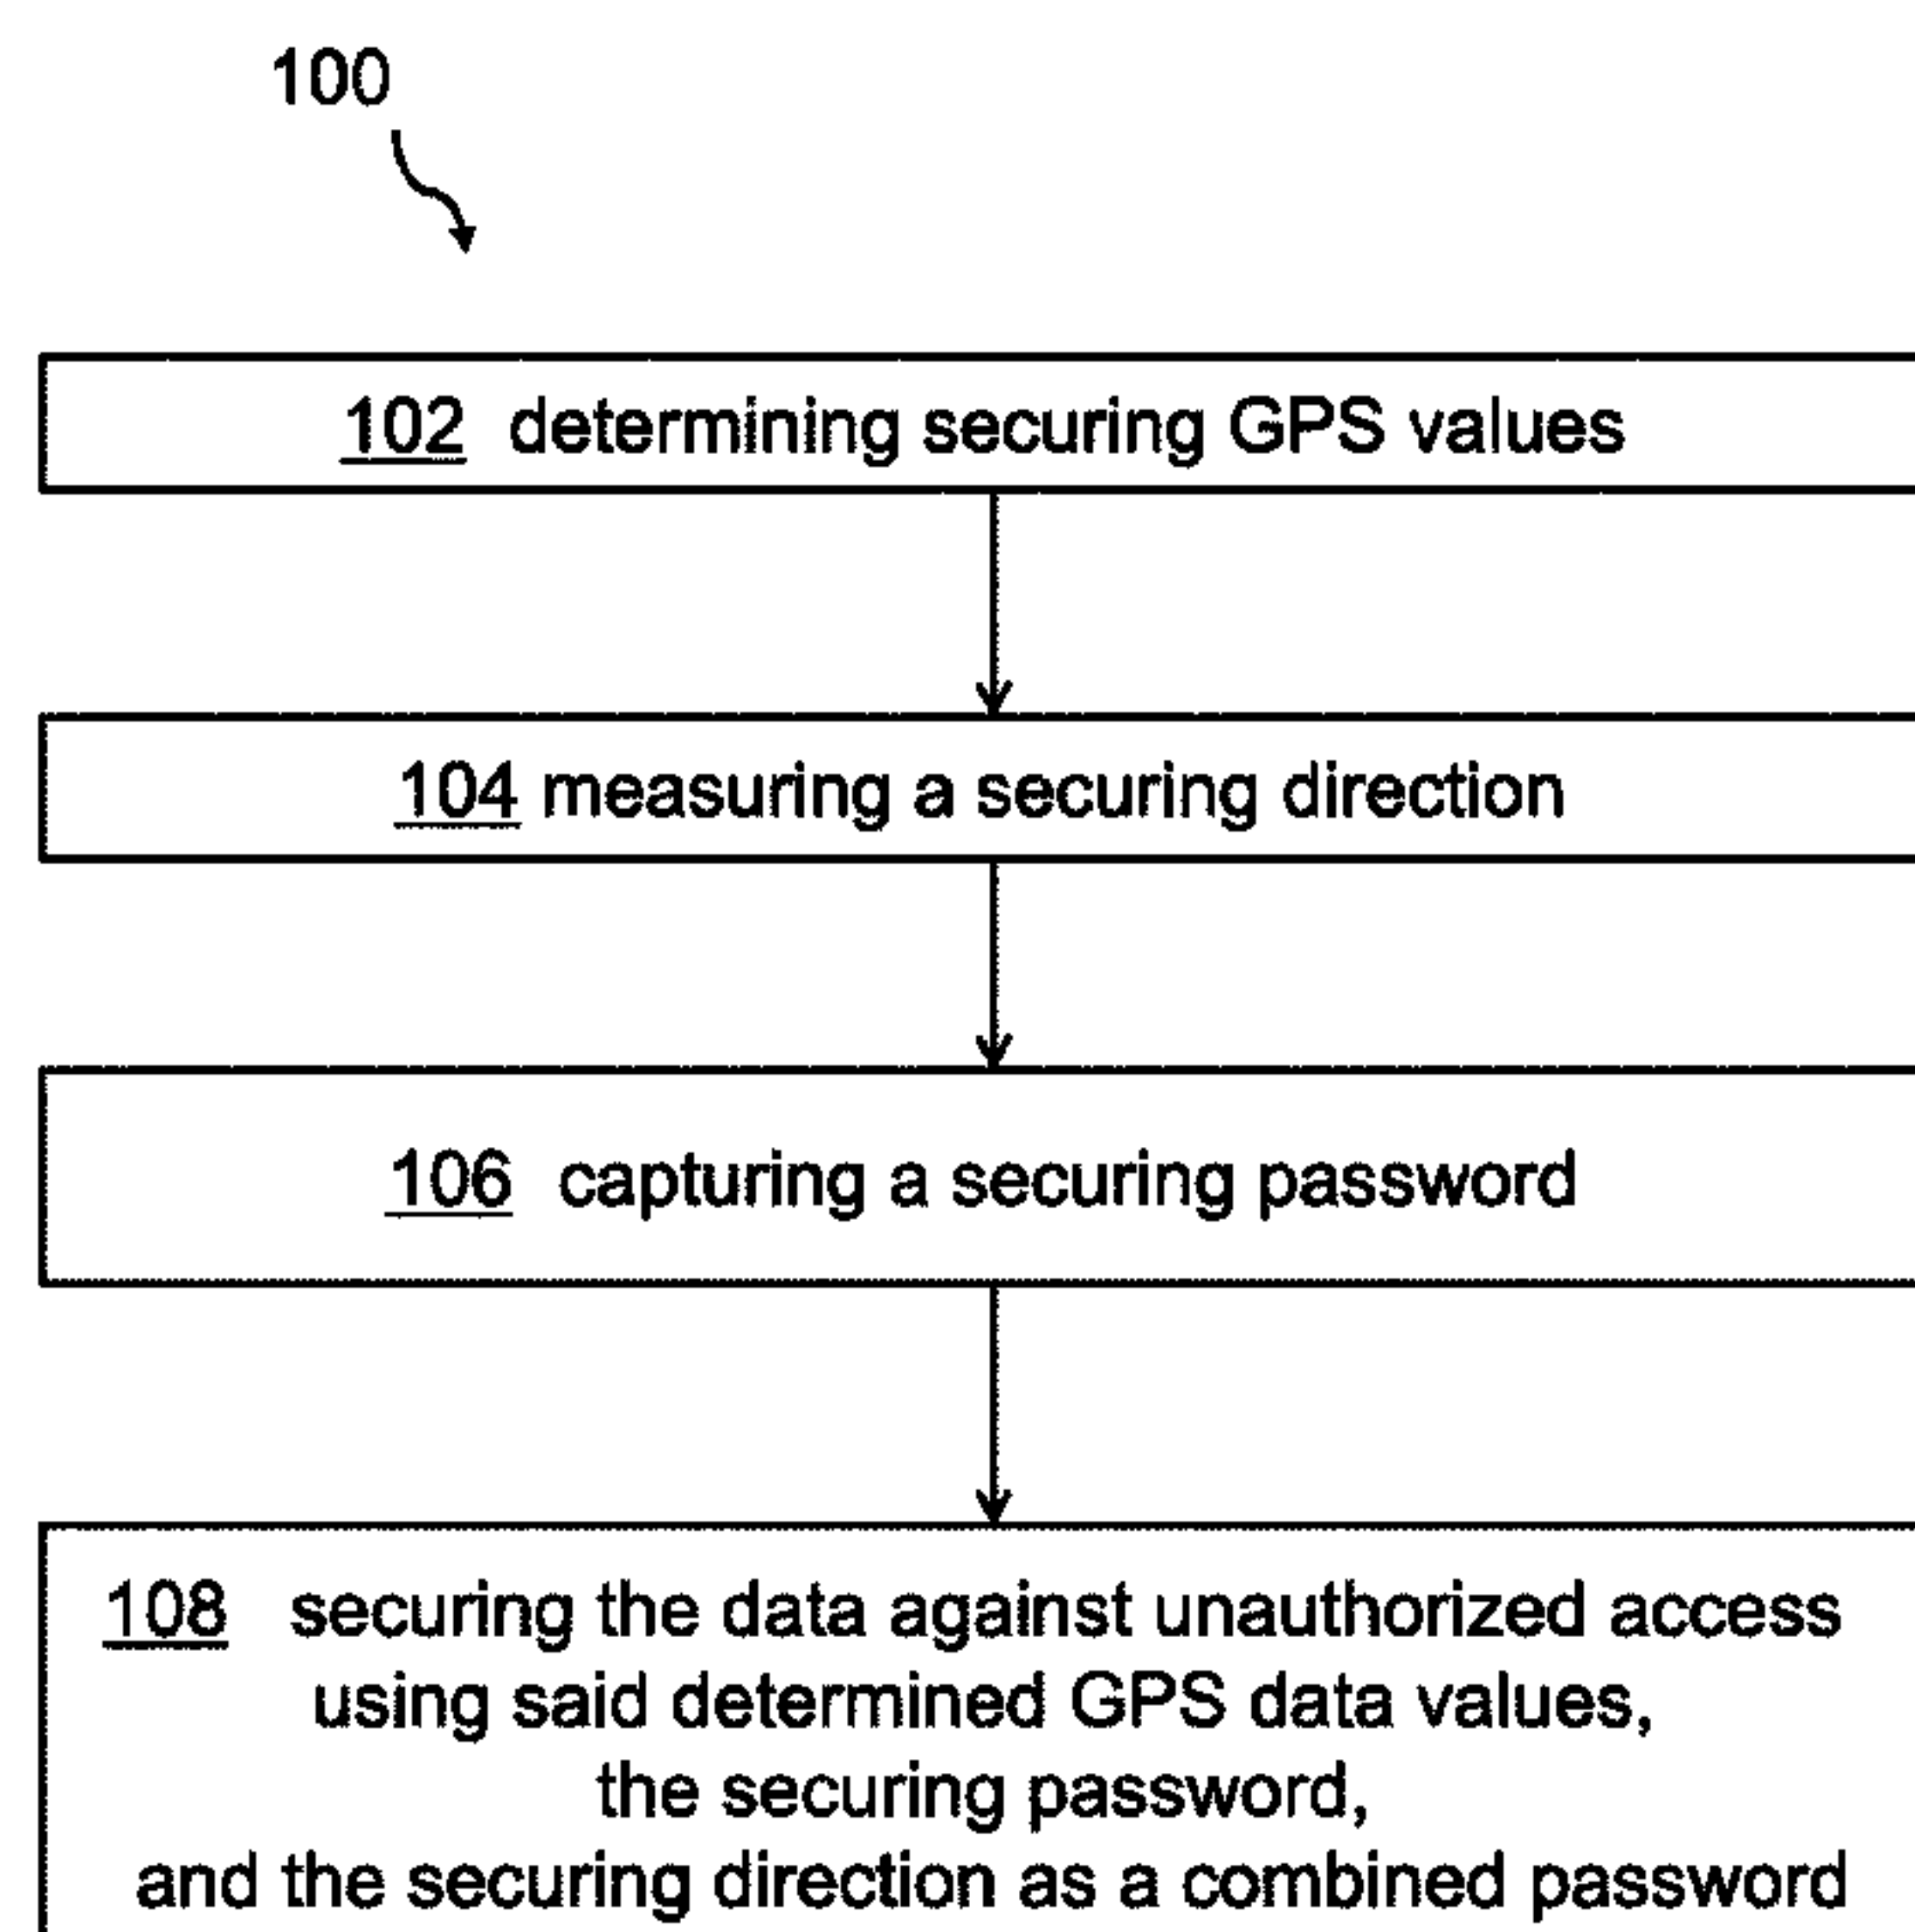 100
102 determining securing GPS values
104 measuring a securing direction
106 capturing a securing password
108 securing the data against unauthorized access
using said determined GPS data values,
the securing password,
and the securing direction as a combined password